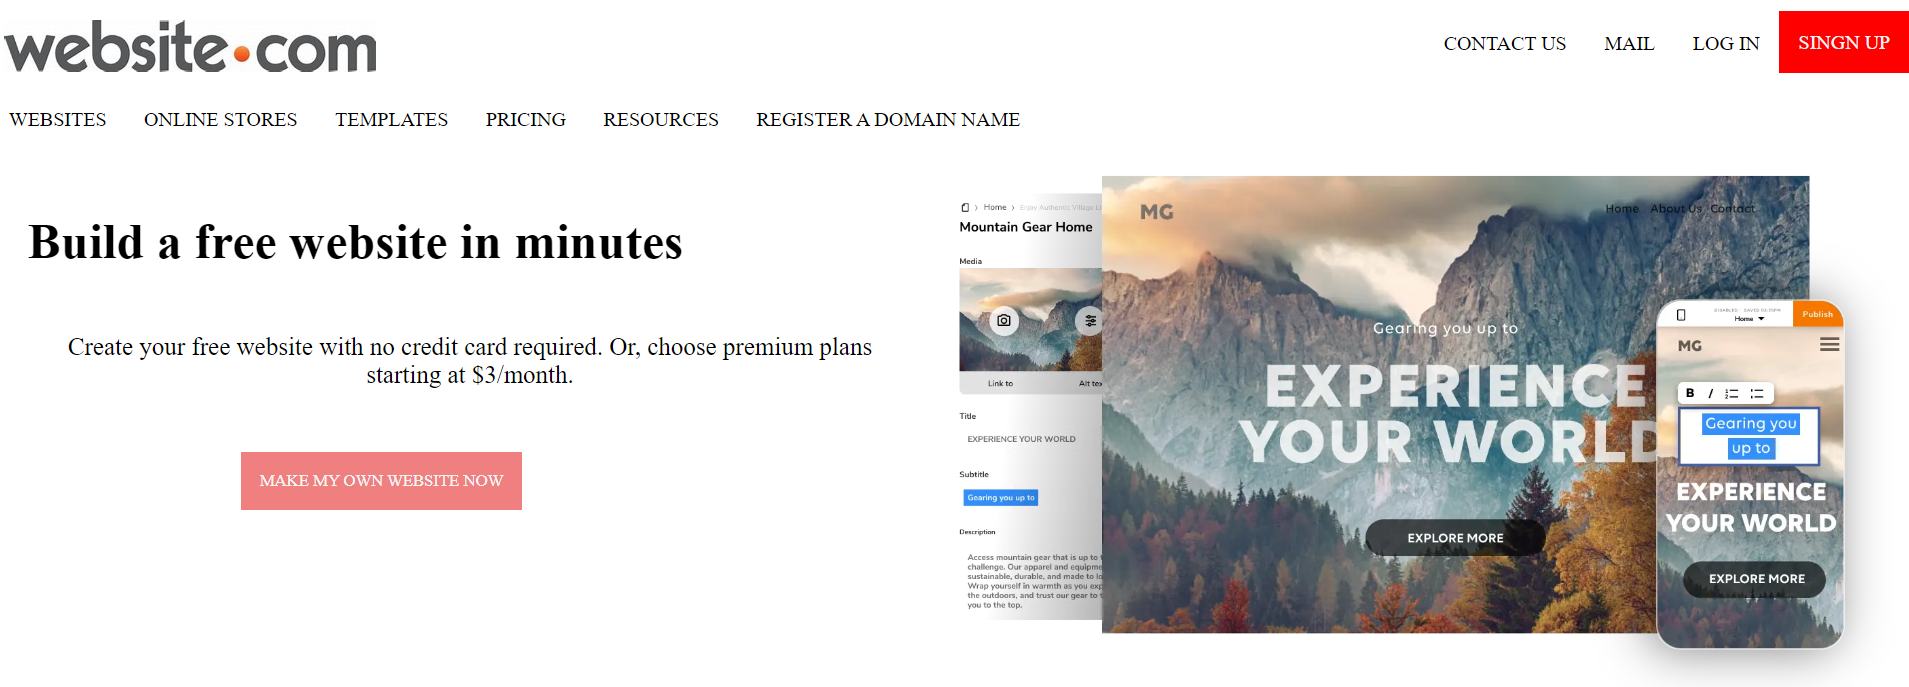 website.com
CONTACT US MAIL LOG IN SINGN UP
WEBSITES ONLINE STORES TEMPLATES PRICING RESOURCES REGISTER A DOMAIN NAME
Build a free website in minutes
Create your free website with no credit card required. Or, choose premium plans
starting at $3/month.
MAKE MY OWN WEBSITE NOW
Home Enjoy Authentic Village
Mountain Gear Home
Media
Link to Alt tex
Title
EXPERIENCE YOUR WORLD
Subtitle
Gearing you up to
Description
Access mountain gear that is up to
challenge. Our apparel and equipme
sustainable, durable, and made to
Wrap yourself in warmth as you exp
the outdoors, and trust our gear to
you to the top.
MG Home About Us Contact
Gearing you up to
EXPERIENCE
YOUR WORLD
EXPLORE MORE
DISABLED SAVED
Home
Publish
MG
B I
Gearing you
up to
EXPERIENCE
YOUR WORLD
EXPLORE MORE